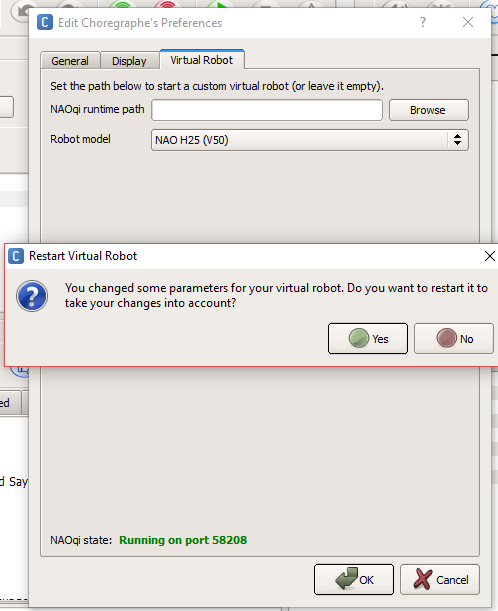 Edit Choregraphe's Preferences
General
Display
Virtual Robot
Set the path below to start a custom virtual robot (or leave it empty).
NAOqi runtime path
Browse
Robot model
NAO H25 (V50)
Restart Virtual Robot
You changed some parameters for your virtual robot. Do you want to restart it to
take your changes into account?
Yes
No
ed
d Say
NAOqi state: Running on port 58208
OK
Cancel